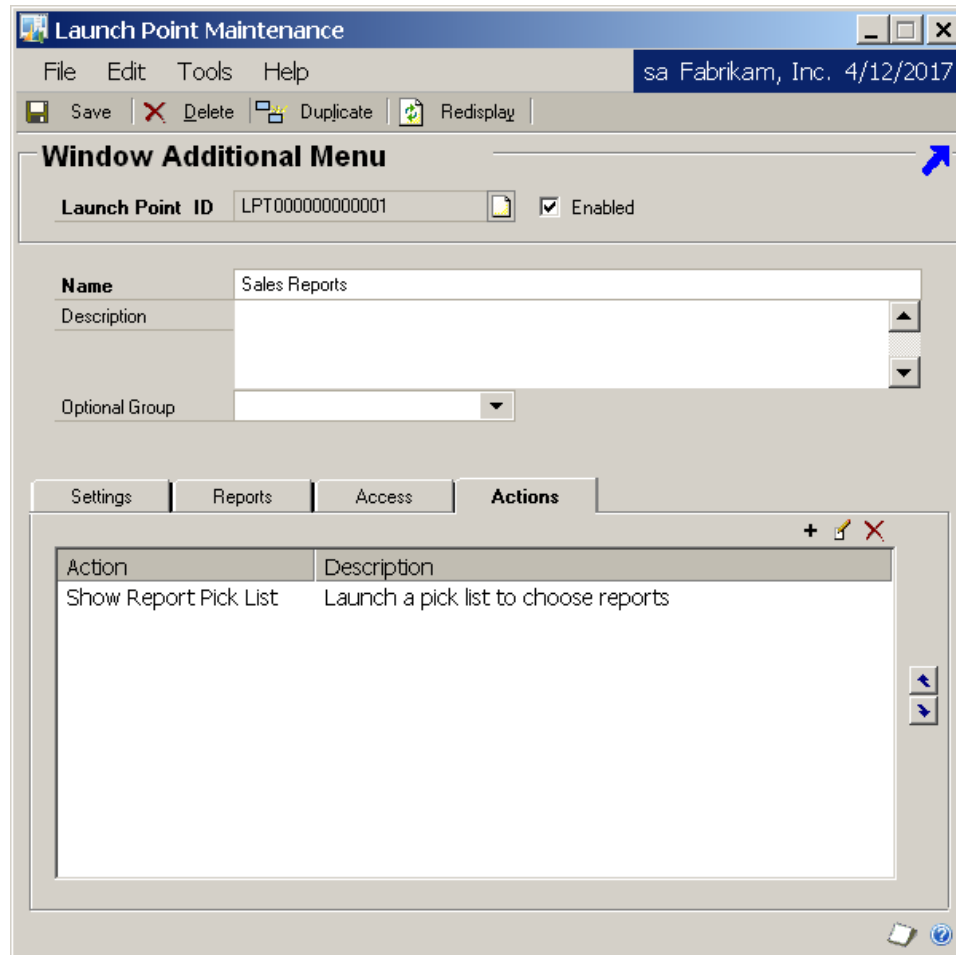 Launch Point Maintenance
File Edit Tools Help sa Fabrikam, Inc. 4/12/2017
Save Delete Duplicate Redisplay
Window Additional Menu
Launch Point ID LPT000000000001 Enabled
Name Sales Reports
Description
Optional Group
Settings Reports Access Actions
Action Description
Show Report Pick List Launch a pick list to choose reports